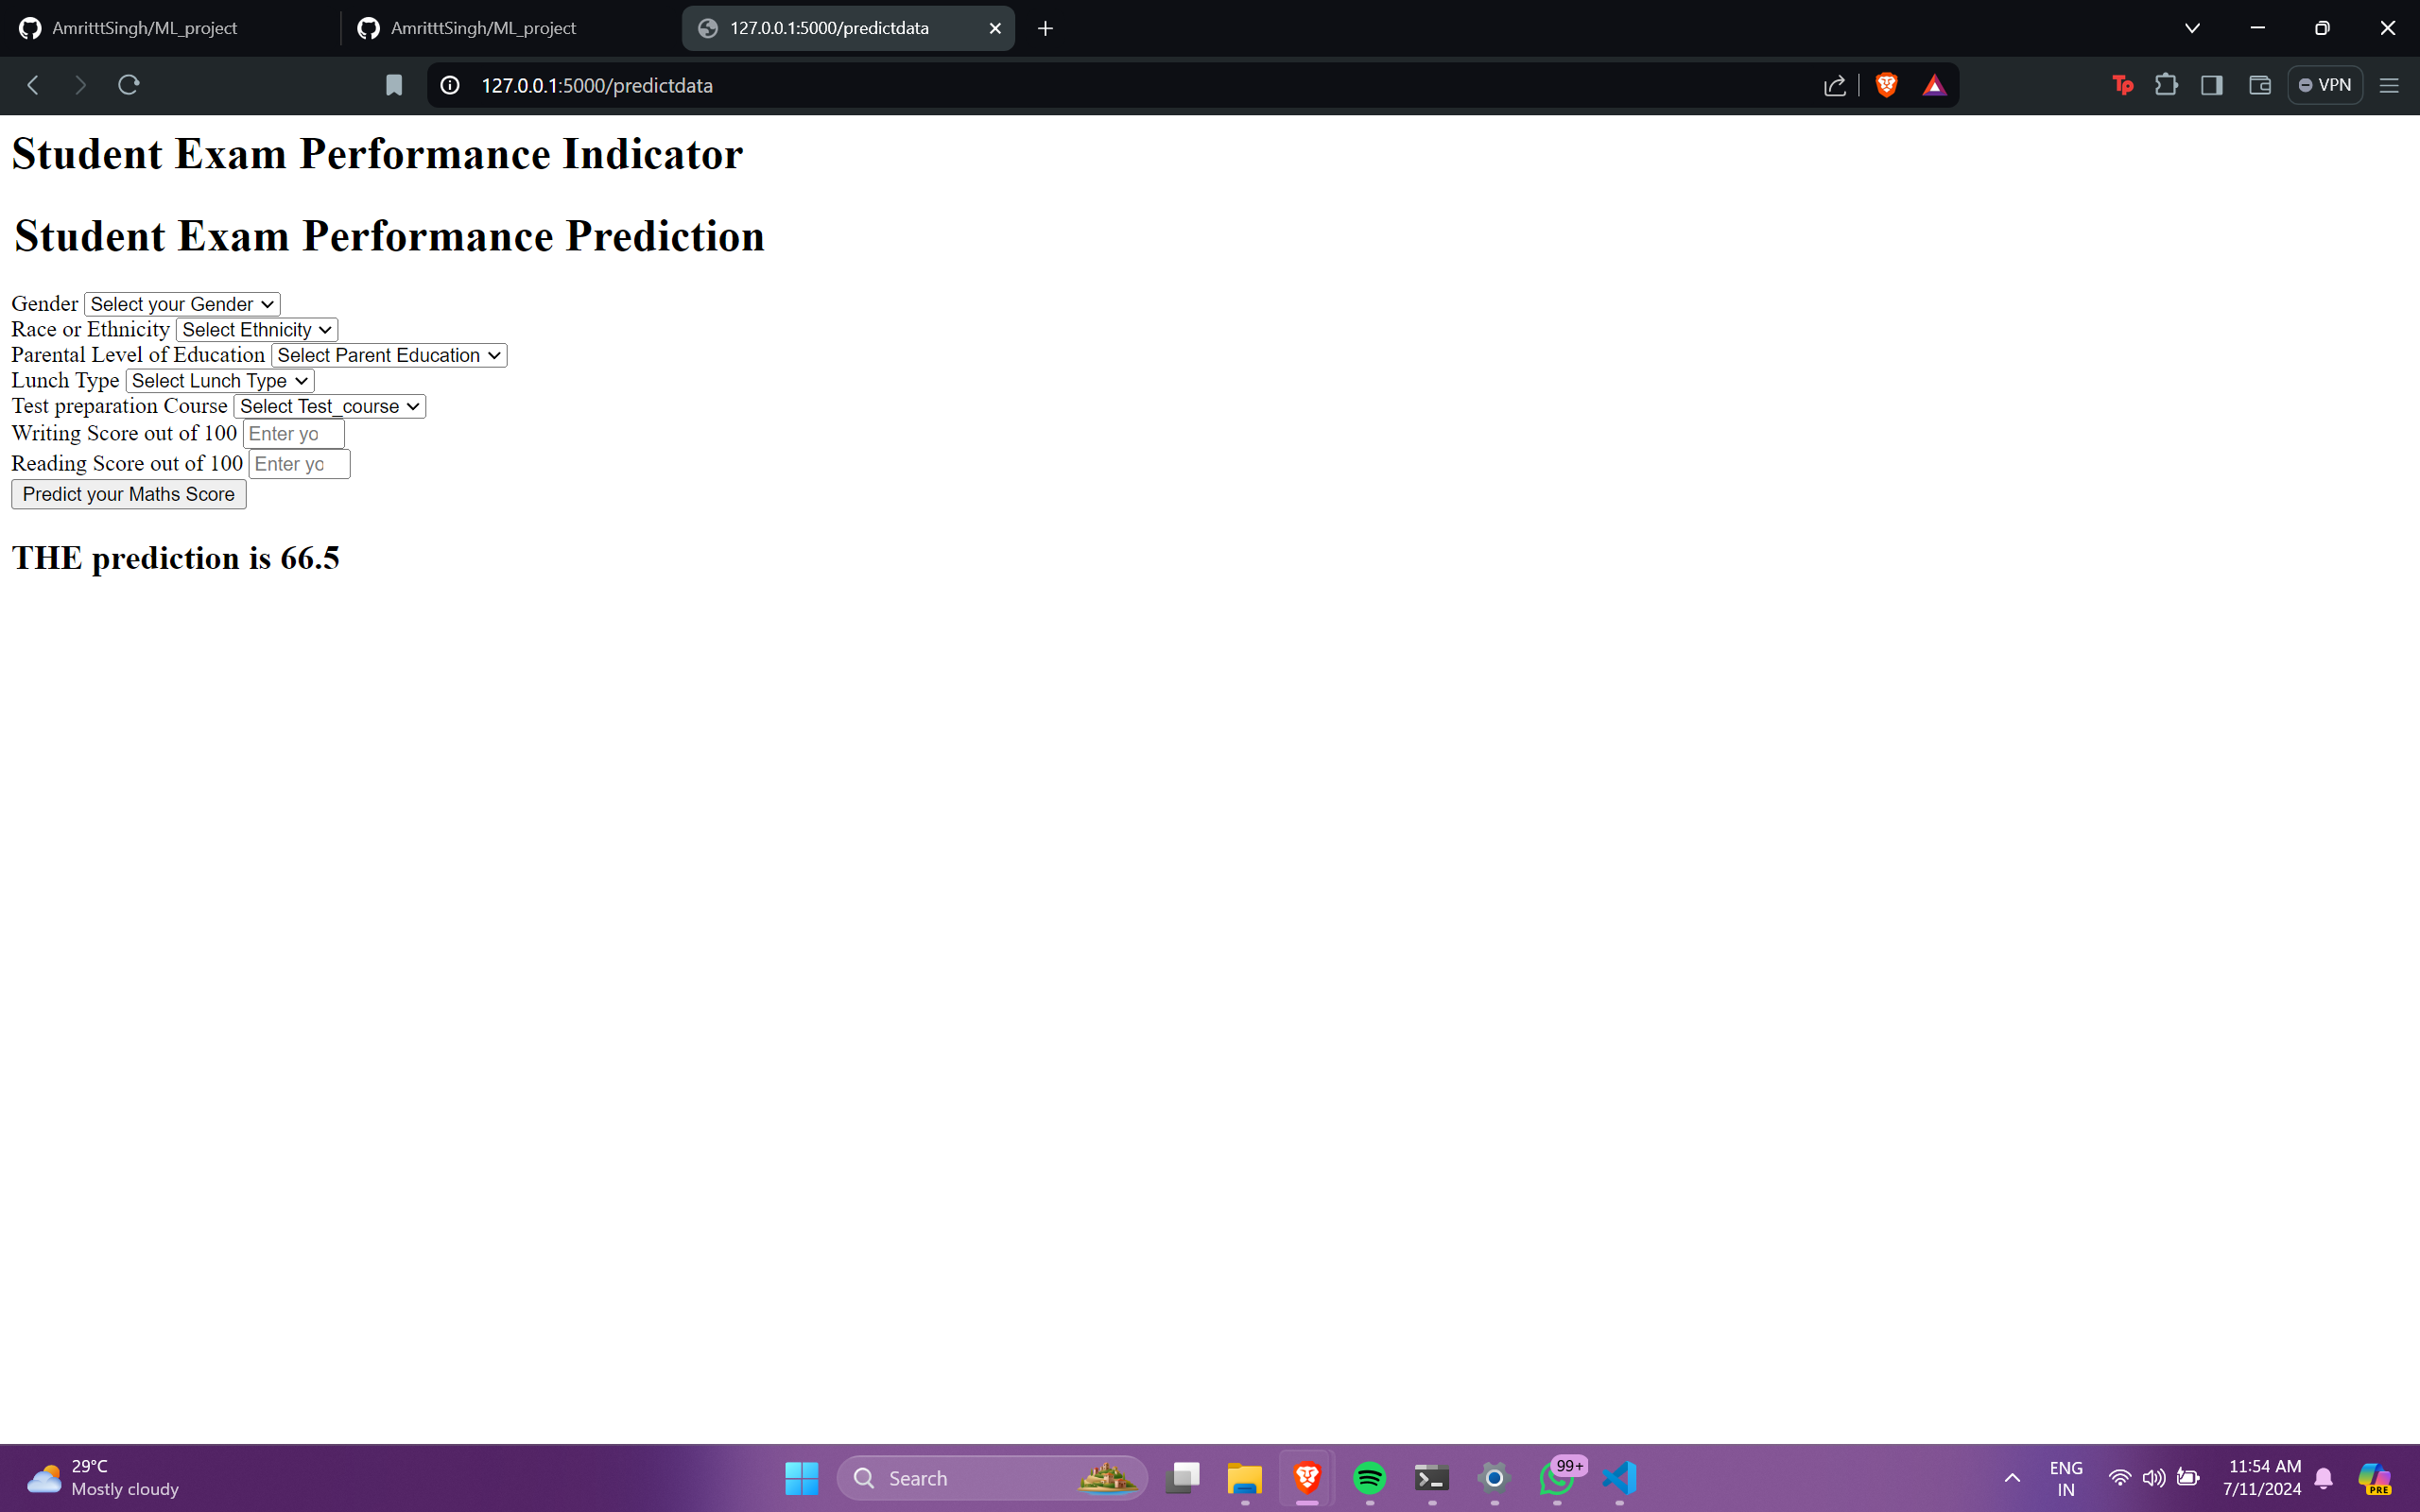 AmritttSingh/ML_project
AmritttSingh/ML_project
127.0.0.1:5000/predictdata
127.0.0.1:5000/predictdata
Tp
VPN
Student Exam Performance Indicator
Student Exam Performance Prediction
Gender Select your Gender
Race or Ethnicity Select Ethnicity
Parental Level of Education Select Parent Education
Lunch Type Select Lunch Type
Test preparation Course Select Test_course
Writing Score out of 100 Enter yo
Reading Score out of 100 Enter yo
Predict your Maths Score
THE prediction is 66.5
29°C
Mostly cloudy
Search
99+
ENG
IN
11:54 AM
7/11/2024
PRE